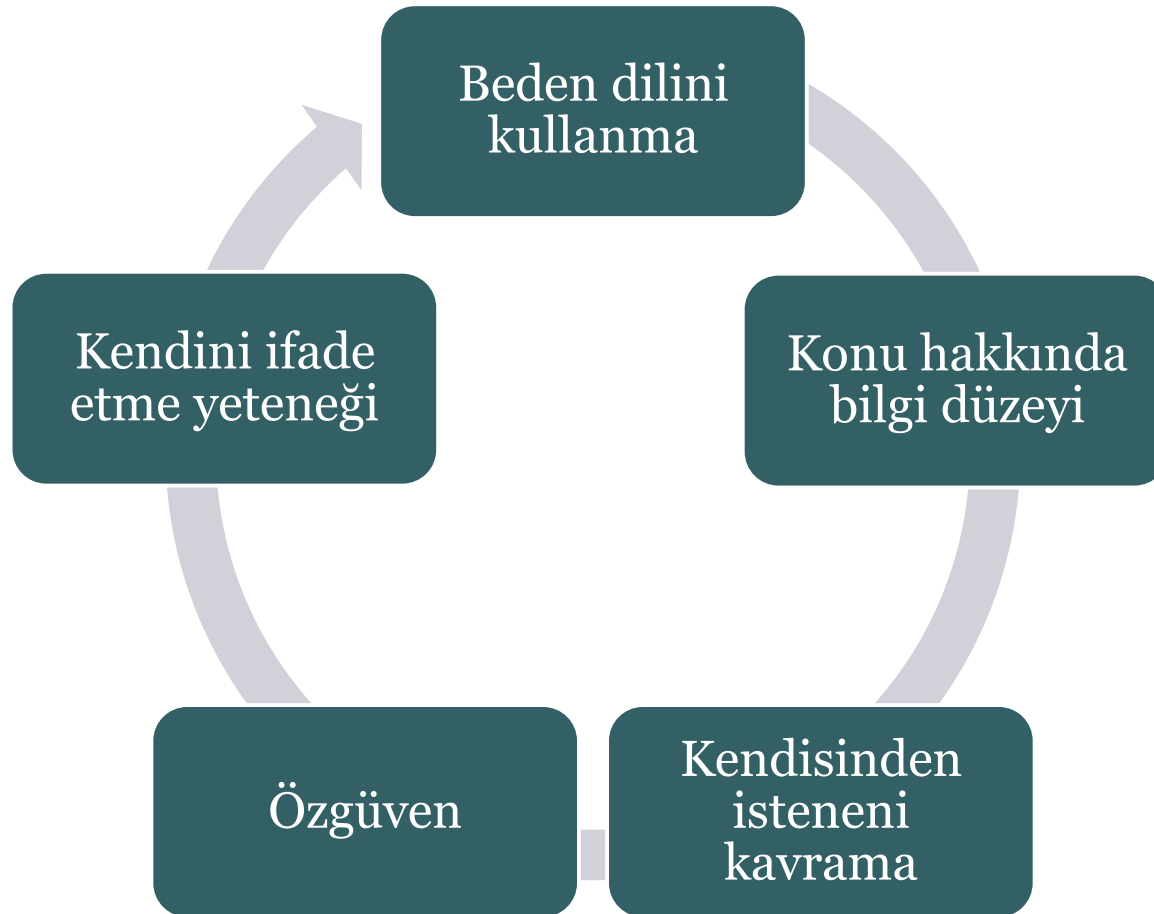 Beden dilini
kullanma
Konu hakkında
bilgi düzeyi
Kendisinden
isteneni
kavrama
Özgüven
Kendini ifade
etme yeteneği